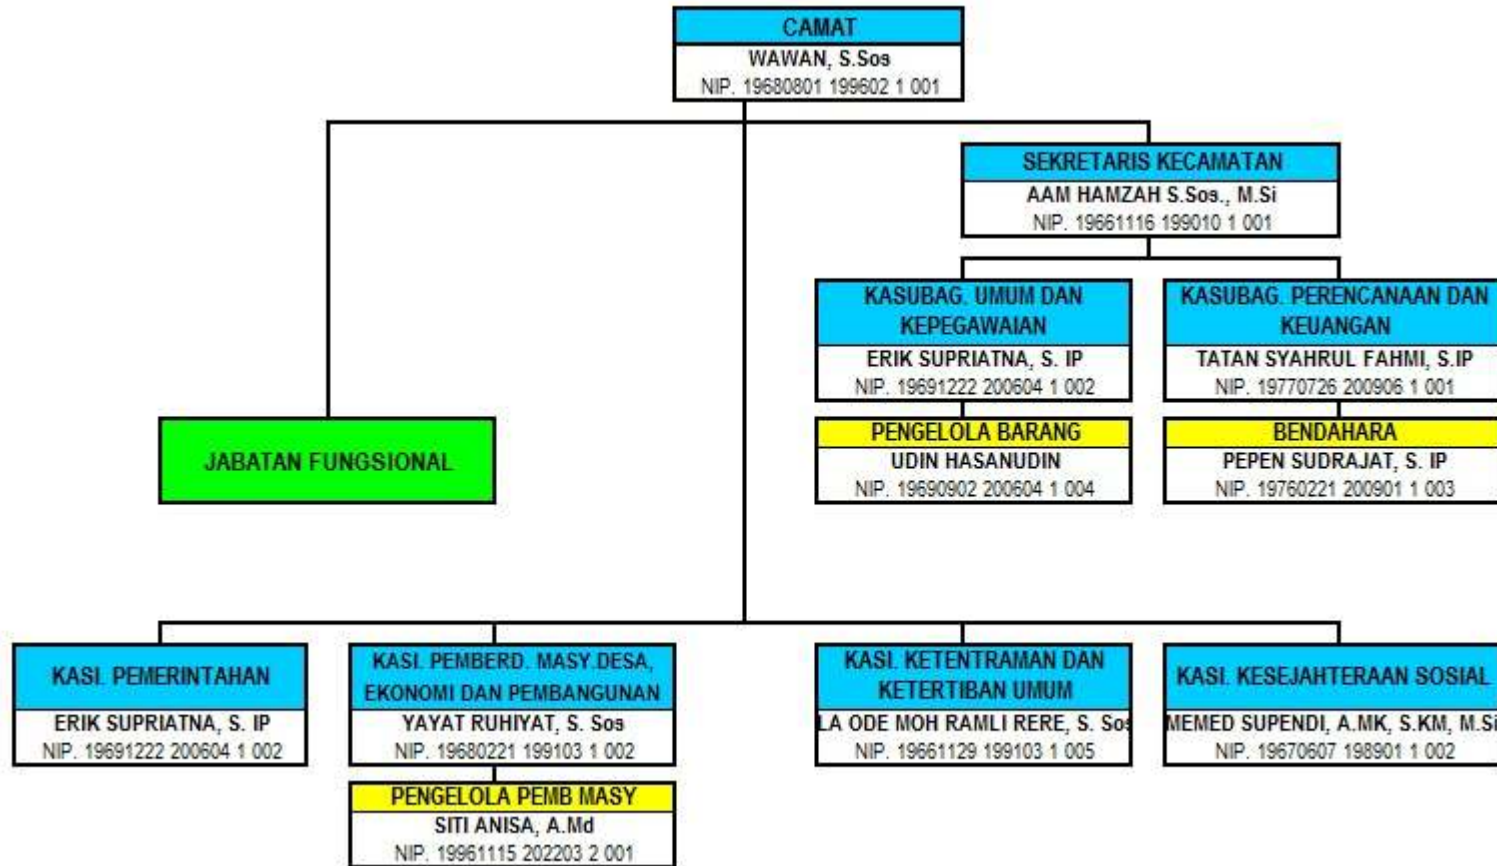 CAMAT
WAWAN, S.Sos
NIP. 19680801 199602 1 001
SEKRETARIS KECAMATAN
AAM HAMZAH S.Sos., M.Si
NIP. 19661116 199010 1 001
KASUBAG. UMUM DAN
KEPEGAWAIAN
ERIK SUPRIATNA, S. IP
NIP. 19691222 200604 1 002
KASUBAG. PERENCANAAN DAN
KEUANGAN
TATAN SYAHRUL FAHMI, S.IP
NIP. 19770726 200906 1 001
PENGELOLA BARANG
UDIN HASANUDIN
NIP. 19690902 200604 1 004
BENDAHARA
PEPEN SUDRAJAT, S. IP
NIP. 19760221 200901 1 003
JABATAN FUNGSIONAL
KASI. PEMERINTAHAN
ERIK SUPRIATNA, S. IP
NIP. 19691222 200604 1 002
KASI. PEMBERD. MASY.DESA,
EKONOMI DAN PEMBANGUNAN
YAYAT RUHIYAT, S. Sos
NIP. 19680221 199103 1 002
PENGELOLA PEMB MASY
SITI ANISA, A.Md
NIP. 19961115 202203 2 001
KASI. KETENTRAMAN DAN
KETERTIBAN UMUM
LA ODE MOH RAMLI RERE, S. Sos
NIP. 19661129 199103 1 005
KASI. KESEJAHTERAAN SOSIAL
MEMED SUPENDI, A.MK, S.KM, M.Si
NIP. 19670607 198901 1 002